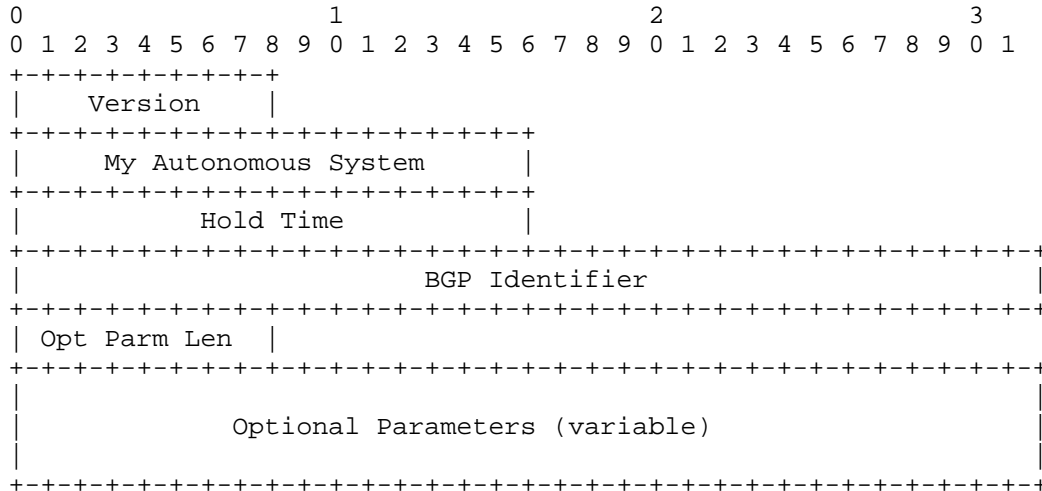 0                   1                   2                   3
0 1 2 3 4 5 6 7 8 9 0 1 2 3 4 5 6 7 8 9 0 1 2 3 4 5 6 7 8 9 0 1
+-+-+-+-+-+-+-+-+
|    Version    |
+-+-+-+-+-+-+-+-+-+-+-+-+-+-+-+-+
|     My Autonomous System      |
+-+-+-+-+-+-+-+-+-+-+-+-+-+-+-+-+
|           Hold Time           |
+-+-+-+-+-+-+-+-+-+-+-+-+-+-+-+-+-+-+-+-+-+-+-+-+-+-+-+-+-+-+-+-+
|                         BGP Identifier                        |
+-+-+-+-+-+-+-+-+-+-+-+-+-+-+-+-+-+-+-+-+-+-+-+-+-+-+-+-+-+-+-+-+
| Opt Parm Len  |
+-+-+-+-+-+-+-+-+-+-+-+-+-+-+-+-+-+-+-+-+-+-+-+-+-+-+-+-+-+-+-+-+
|                                                               |
|             Optional Parameters (variable)                    |
|                                                               |
+-+-+-+-+-+-+-+-+-+-+-+-+-+-+-+-+-+-+-+-+-+-+-+-+-+-+-+-+-+-+-+-+